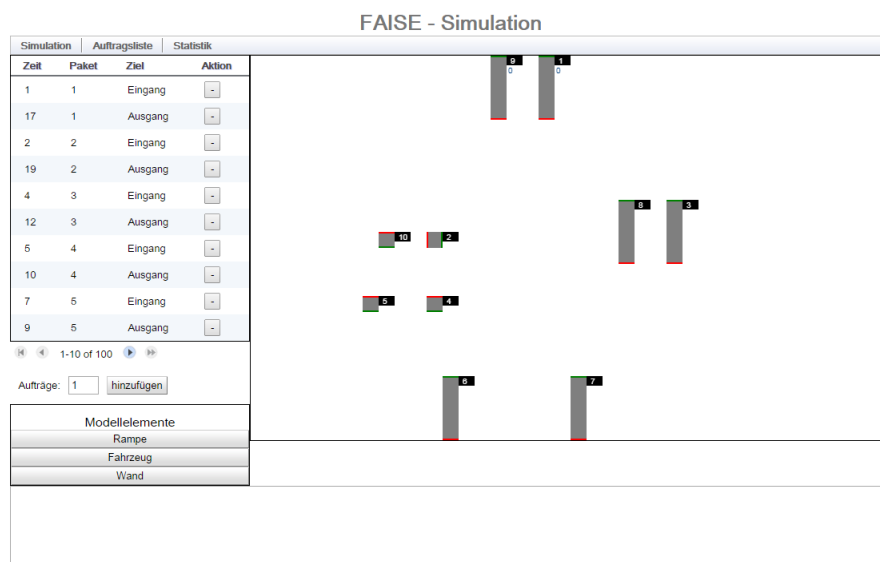 FAISE - Simulation
Simulation Auftragsliste Statistik
Zeit Paket Ziel Aktion
1 1 Eingang -
17 1 Ausgang -
2 2 Eingang -
19 2 Ausgang -
4 3 Eingang -
12 3 Ausgang -
5 4 Eingang -
10 4 Ausgang -
7 5 Eingang -
9 5 Ausgang -
1-10 of 100
Aufträge: 1 hinzufügen
Modellelemente
Rampe
Fahrzeug
Wand
9 1
0 0
8 3
10 2
5 4
6 7